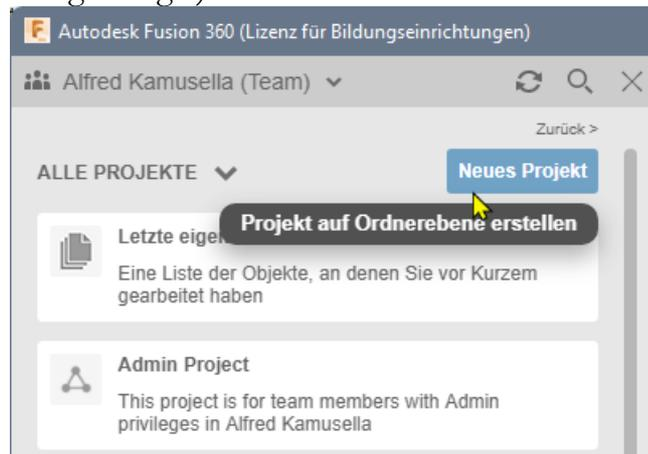 Autodesk Fusion 360 (Lizenz für Bildungseinrichtungen)
Alfred Kamusella (Team)
Zurück >
ALLE PROJEKTE
Neues Projekt
Projekt auf Ordnerebene erstellen
Letzte eige
Eine Liste der Objekte, an denen Sie vor Kurzem
gearbeitet haben
Admin Project
This project is for team members with Admin
privileges in Alfred Kamusella